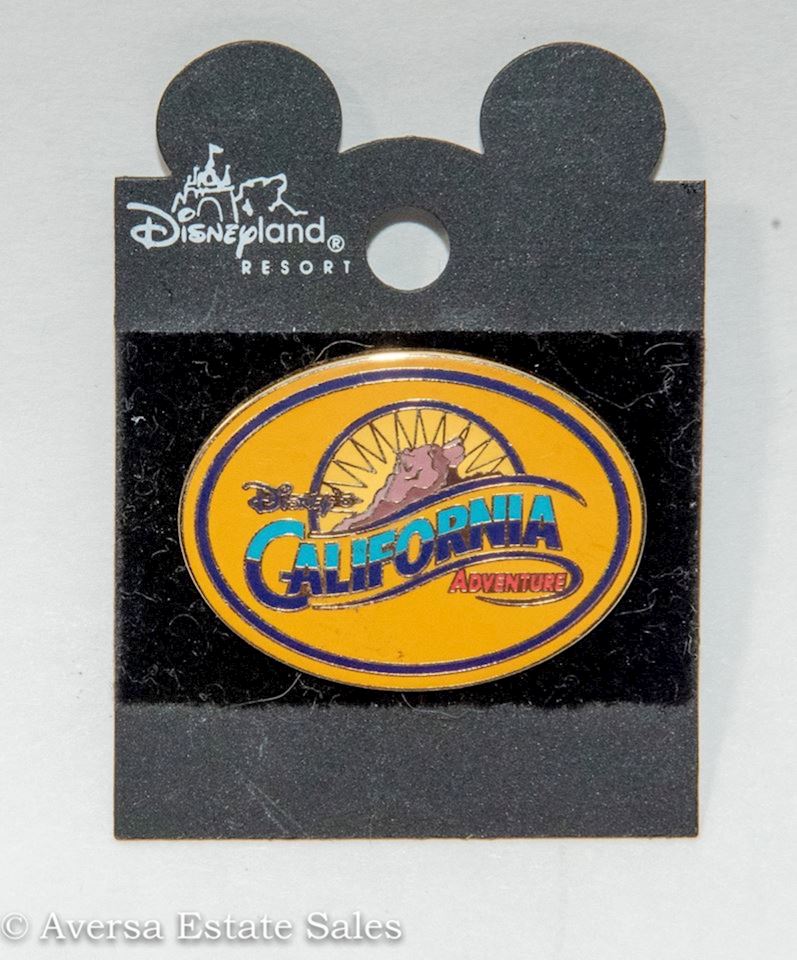 Disneyland®
RESORT
Disney's
CALIFORNIA
ADVENTURE
© Aversa Estate Sales